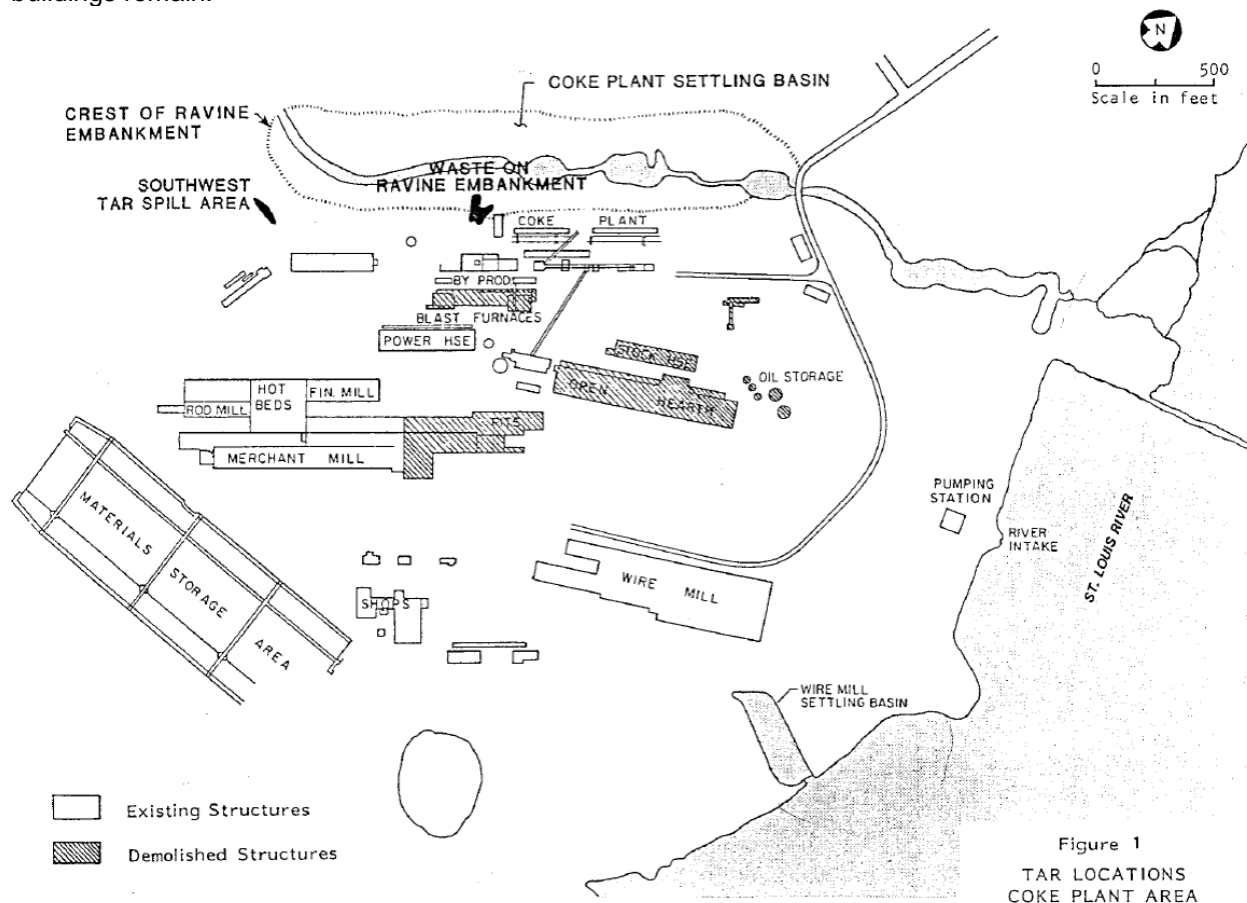 buildings remain.
N
0 500
Scale in feet
COKE PLANT SETTLING BASIN
CREST OF RAVINE
EMBANKMENT
WASTE ON
RAVINE EMBANKMENT
SOUTHWEST
TAR SPILL AREA
COKE PLANT
BY PROD.
BLAST FURNACES
POWER HSE
STOCK HSE
OPEN HEARTH
OIL STORAGE
HOT
BEDS
FIN. MILL
ROD MILL
PITS
MERCHANT MILL
MATERIALS
STORAGE
AREA
PUMPING
STATION
RIVER
INTAKE
ST. LOUIS RIVER
WIRE MILL
SHOPS
WIRE MILL
SETTLING BASIN
Existing Structures
Demolished Structures
Figure 1
TAR LOCATIONS
COKE PLANT AREA